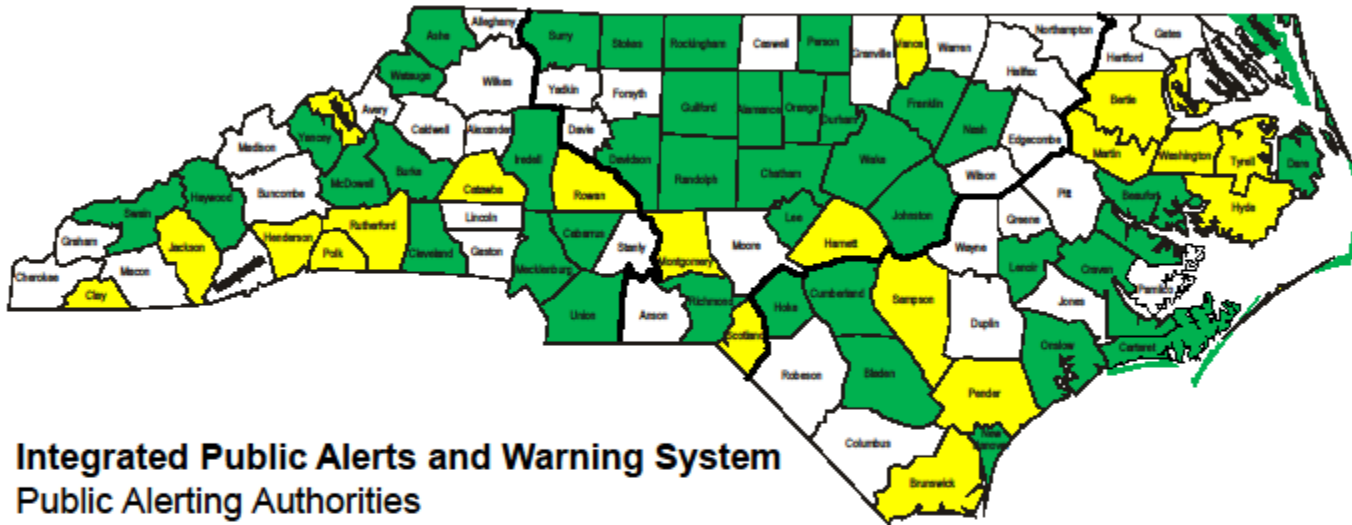 Alleghany
Northampton
Ashe
Surry
Stokes
Rockingham
Caswell
Person
Granville
Vance
Warren
Gates
Hertford
Halifax
Watauga
Wilkes
Yadkin
Forsyth
Guilford
Alamance
Orange
Durham
Franklin
Nash
Bertie
Avery
Caldwell
Alexander
Davie
Edgecombe
Yancey
Madison
Iredell
Davidson
Randolph
Chatham
Wake
Martin
Washington
Tyrell
Dare
McDowell
Burke
Catawba
Rowan
Wilson
Buncombe
Haywood
Swain
Pitt
Beaufort
Hyde
Rutherford
Lincoln
Lee
Johnston
Greene
Graham
Jackson
Henderson
Polk
Cleveland
Gaston
Cabarrus
Stanly
Montgomery
Moore
Harnett
Wayne
Cherokee
Macon
Clay
Mecklenburg
Lenoir
Craven
Pamlico
Union
Anson
Richmond
Hoke
Cumberland
Sampson
Duplin
Jones
Scotland
Onslow
Carteret
Robeson
Bladen
Pender
Columbus
New
Hanover
Brunswick
Integrated Public Alerts and Warning System
Public Alerting Authorities